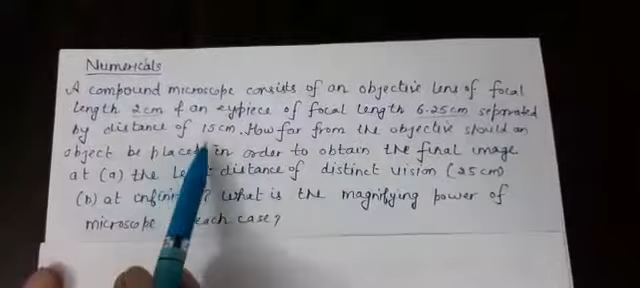 Numericals
A compound microscope consists of an objective lens of focal
length 2cm & an eypiece of focal length 6.25cm separated
by distance of 15cm. How far from the objective should an
object be placed in order to obtain the final image
at (a) the distance of distinct vision (25cm)
(b) at What is the magnifying power of
microscope each case?